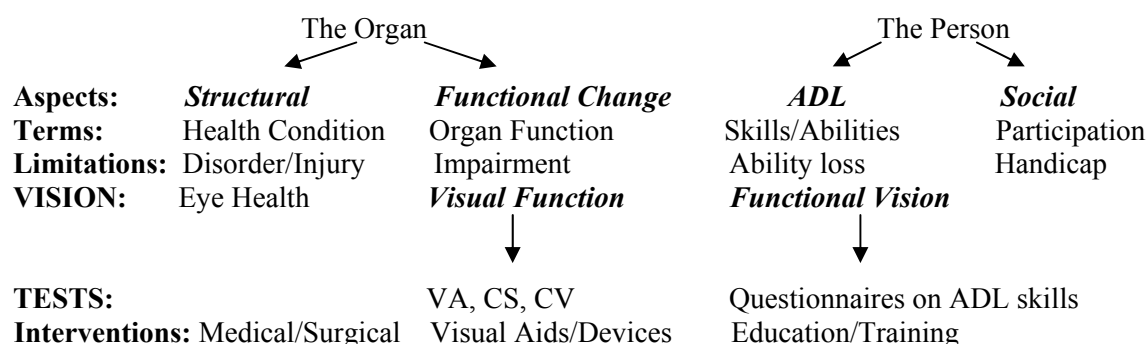 The Organ The Person
Aspects: Structural Functional Change ADL Social
Terms: Health Condition Organ Function Skills/Abilities Participation
Limitations: Disorder/Injury Impairment Ability loss Handicap
VISION: Eye Health Visual Function Functional Vision
TESTS: VA, CS, CV Questionnaires on ADL skills
Interventions: Medical/Surgical Visual Aids/Devices Education/Training